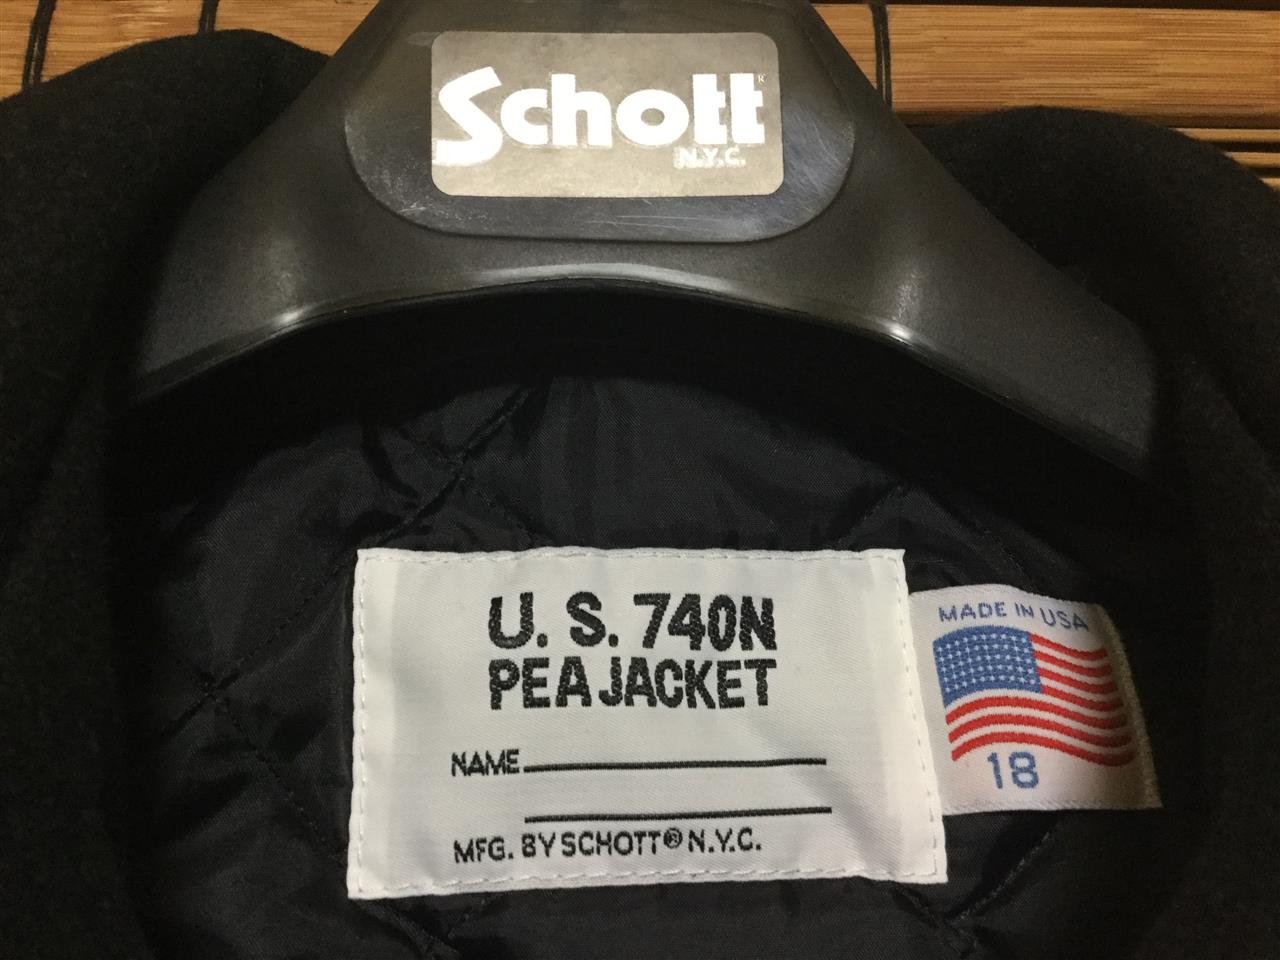 Schott®
N.Y.C.
U. S. 740N
PEA JACKET
NAME
MFG. BY SCHOTT® N.Y.C.
MADE IN USA
18